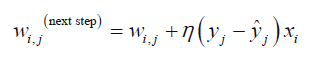 w_{i,j}^{(next step)} = w_{i,j} + η(y_j − ŷ_j)x_i